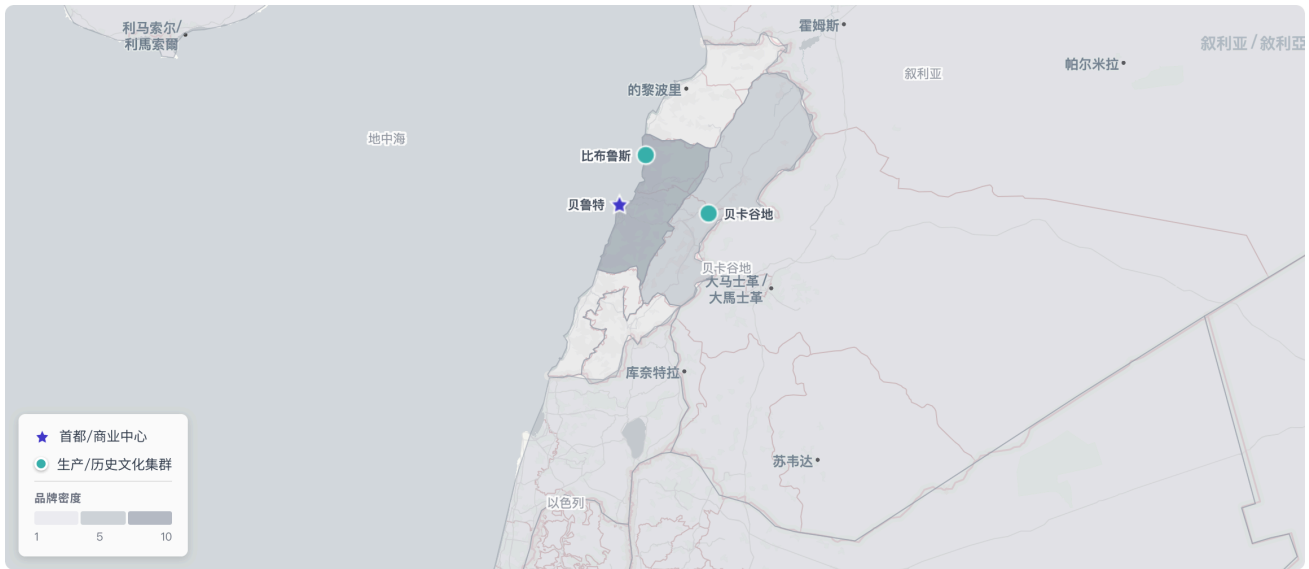 利马索尔/
利馬索爾
霍姆斯
叙利亚 / 敘利亞
帕尔米拉
叙利亚
的黎波里
地中海
比布鲁斯
贝鲁特
贝卡谷地
贝卡谷地
大马士革 /
大馬士革
库奈特拉
苏韦达
以色列
首都/商业中心
生产/历史文化集群
品牌密度
1 5 10